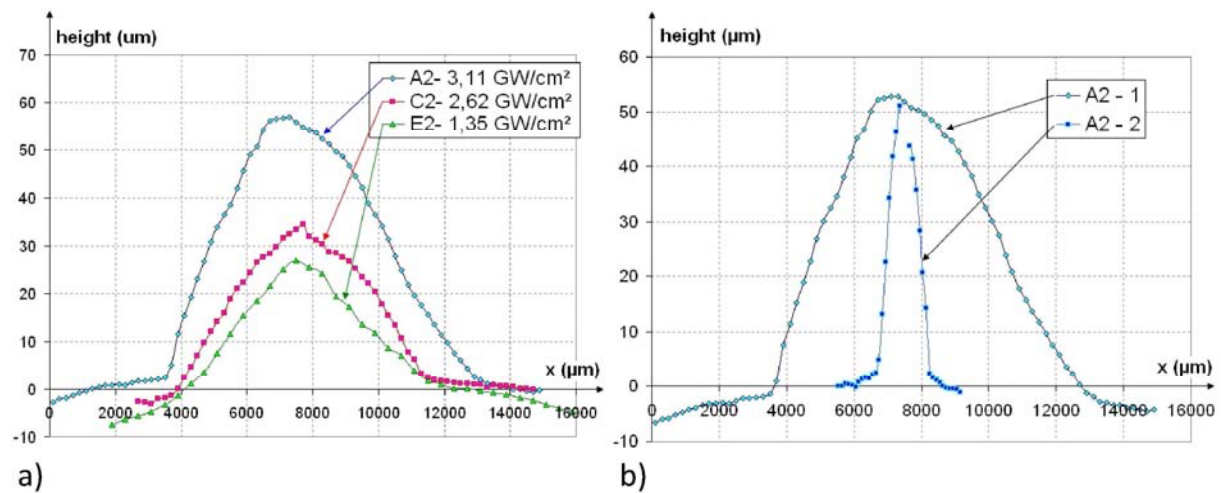 height (um)
70
60
50
40
30
20
10
0
-10
A2- 3,11 GW/cm²
C2- 2,62 GW/cm²
E2- 1,35 GW/cm²
x (µm)
0 2000 4000 6000 8000 10000 12000 14000 16000
a)
height (µm)
60
50
40
30
20
10
0
-10
A2 - 1
A2 - 2
x (µm)
0 2000 4000 6000 8000 10000 12000 14000 16000
b)